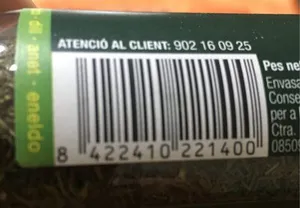 dill · anet · eneldo
ATENCIÓ AL CLIENT: 902 16 09 25
8 422410 221400
Pes ne
Envasa
Conse
per a
Ctra.
0850